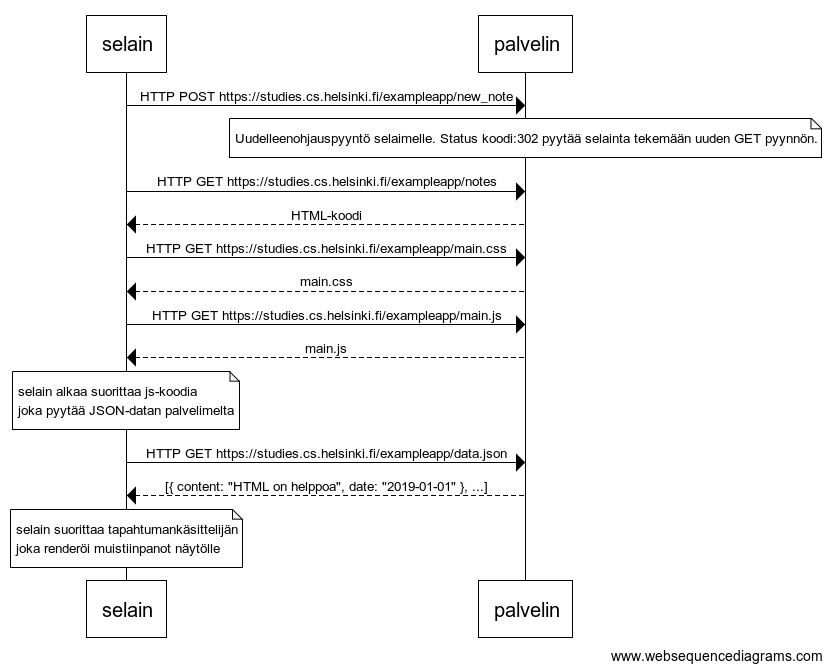 selain
palvelin
HTTP POST https://studies.cs.helsinki.fi/exampleapp/new_note
Uudelleenohjauspyyntö selaimelle. Status koodi:302 pyytää selainta tekemään uuden GET pyynnön.
HTTP GET https://studies.cs.helsinki.fi/exampleapp/notes
HTML-koodi
HTTP GET https://studies.cs.helsinki.fi/exampleapp/main.css
main.css
HTTP GET https://studies.cs.helsinki.fi/exampleapp/main.js
main.js
selain alkaa suorittaa js-koodia
joka pyytää JSON-datan palvelimelta
HTTP GET https://studies.cs.helsinki.fi/exampleapp/data.json
[{ content: "HTML on helppoa", date: "2019-01-01" }, ...]
selain suorittaa tapahtumankäsittelijän
joka renderöi muistiinpanot näytölle
selain
palvelin
www.websequencediagrams.com